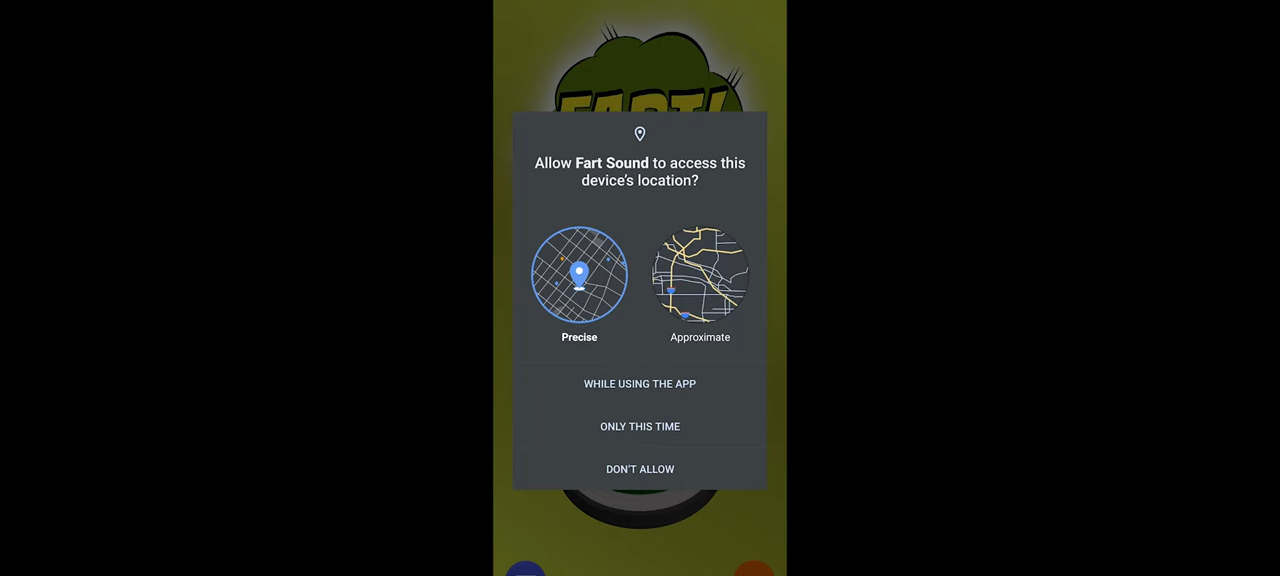 FART!
Allow Fart Sound to access this
device's location?
Precise
Approximate
WHILE USING THE APP
ONLY THIS TIME
DON'T ALLOW